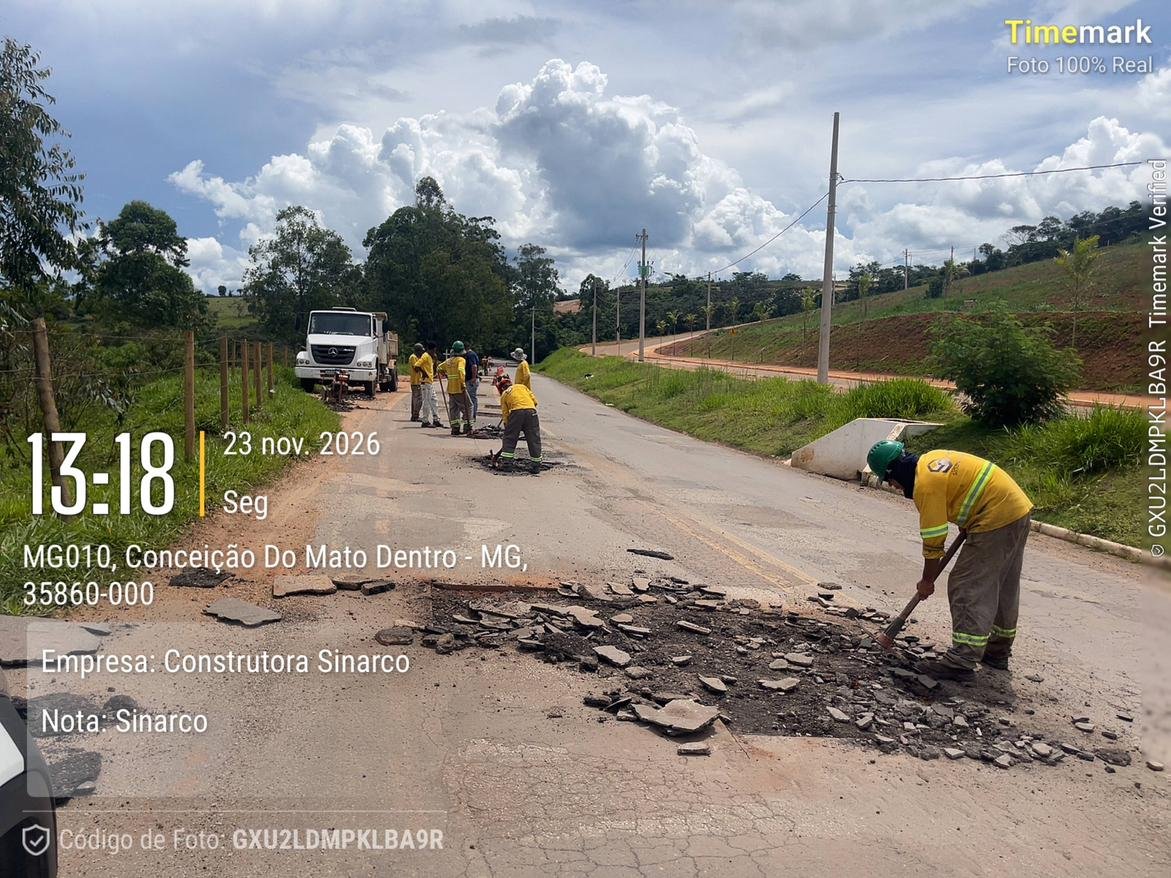 Timemark
Foto 100% Real
13:18
23 nov. 2026
Seg
MG010, Conceição Do Mato Dentro - MG,
35860-000
Empresa: Construtora Sinarco
Nota: Sinarco
Código de Foto: GXU2LDMPKLBA9R
© GXU2LDMPKLBA9R Timemark Verified